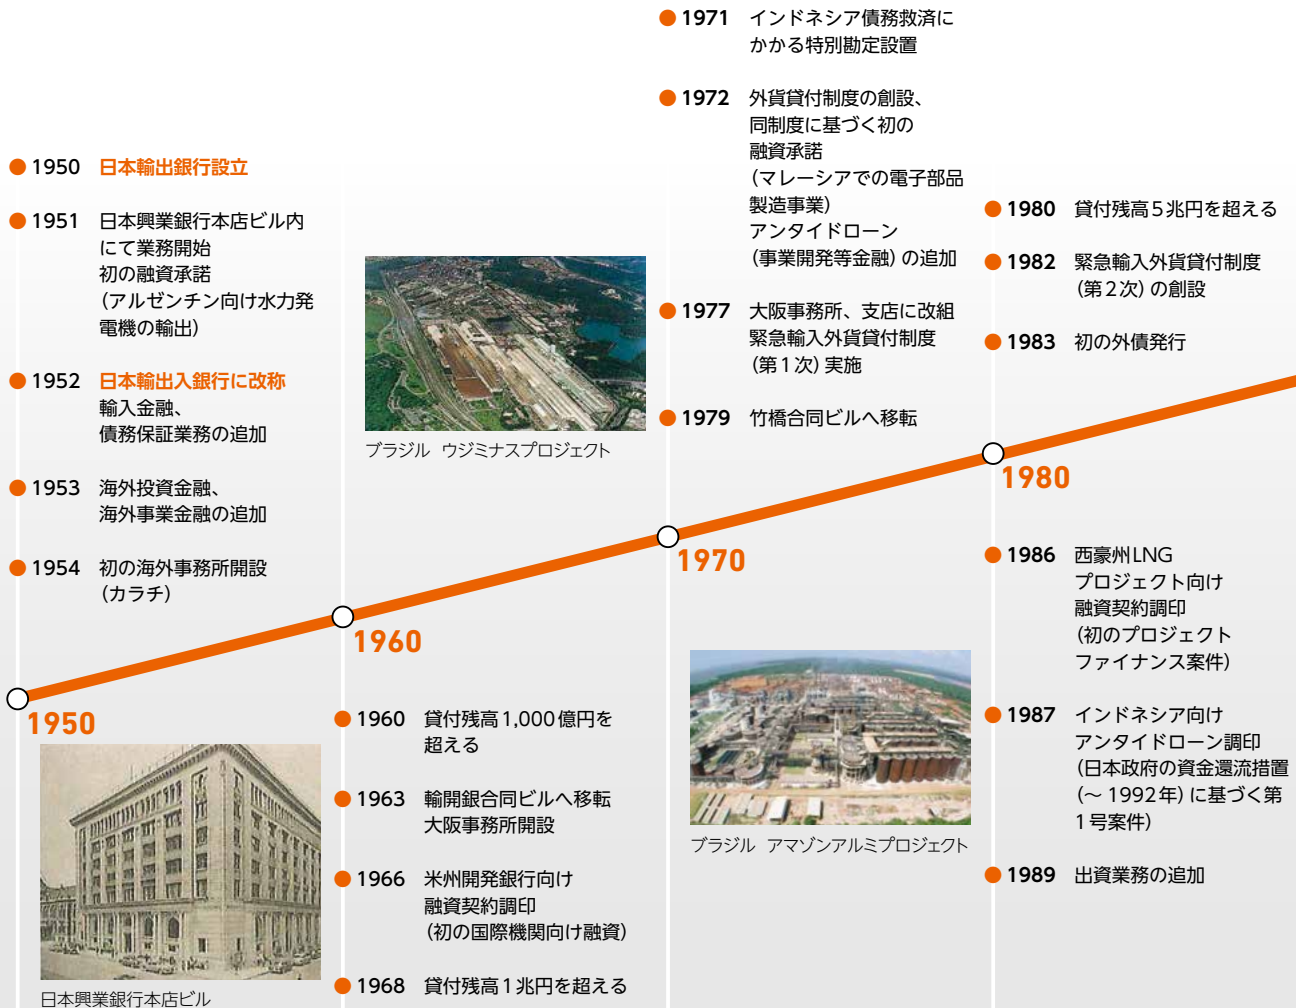 1950 日本輸出銀行設立
1951 日本興業銀行本店ビル内
にて業務開始
初の融資承諾
(アルゼンチン向け水力発
電機の輸出)
1952 日本輸出入銀行に改称
輸入金融、
債務保証業務の追加
1953 海外投資金融、
海外事業金融の追加
1954 初の海外事務所開設
(カラチ)
1950
日本興業銀行本店ビル
ブラジル ウジミナスプロジェクト
1960
1960 貸付残高1,000億円を
超える
1963 輸開銀合同ビルへ移転
大阪事務所開設
1966 米州開発銀行向け
融資契約調印
(初の国際機関向け融資)
1968 貸付残高1兆円を超える
1971 インドネシア債務救済に
かかる特別勘定設置
1972 外貨貸付制度の創設、
同制度に基づく初の
融資承諾
(マレーシアでの電子部品
製造事業)
アンタイドローン
(事業開発等金融)の追加
1977 大阪事務所、支店に改組
緊急輸入外貨貸付制度
(第1次)実施
1979 竹橋合同ビルへ移転
1970
ブラジル アマゾンアルミプロジェクト
1980 貸付残高5兆円を超える
1982 緊急輸入外貨貸付制度
(第2次)の創設
1983 初の外債発行
1980
1986 西豪州LNG
プロジェクト向け
融資契約調印
(初のプロジェクト
ファイナンス案件)
1987 インドネシア向け
アンタイドローン調印
(日本政府の資金還流措置
(～1992年)に基づく第
1号案件)
1989 出資業務の追加